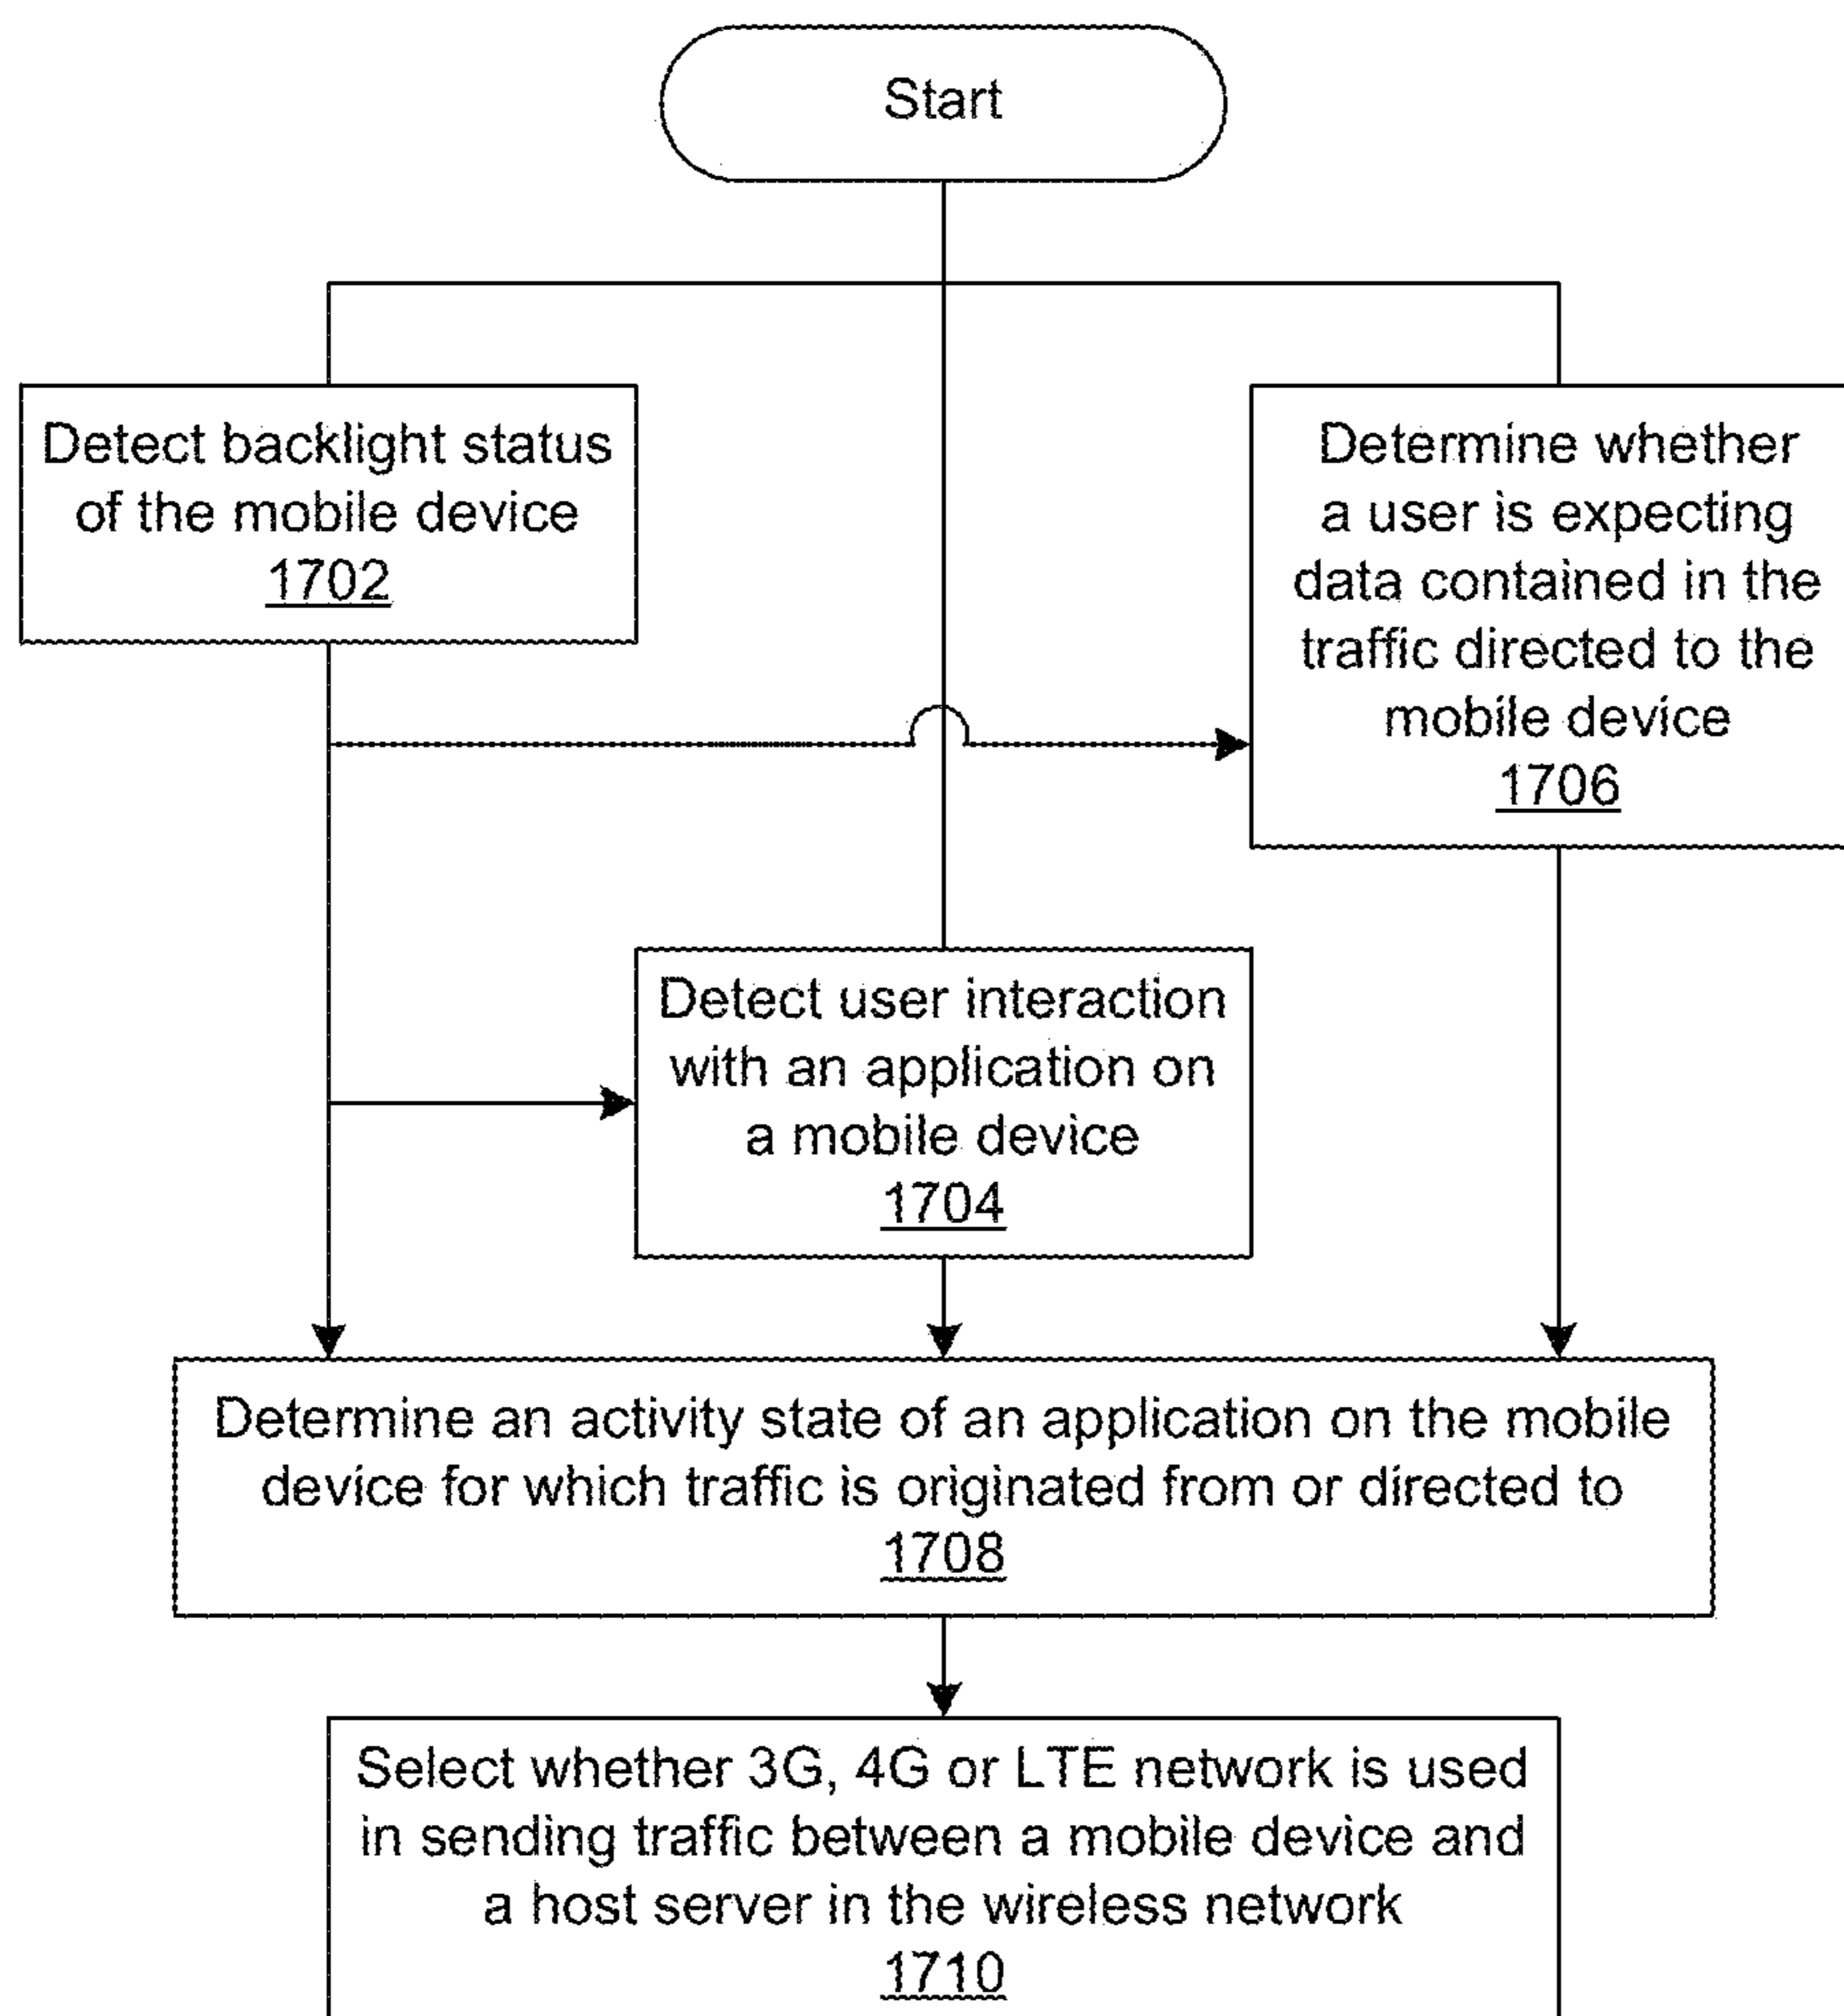 Start
Detect backlight status
of the mobile device
1702
Determine whether
a user is expecting
data contained in the
traffic directed to the
mobile device
1706
Detect user interaction
with an application on
a mobile device
1704
Determine an activity state of an application on the mobile
device for which traffic is originated from or directed to
1708
Select whether 3G, 4G or LTE network is used
in sending traffic between a mobile device and
a host server in the wireless network
1710